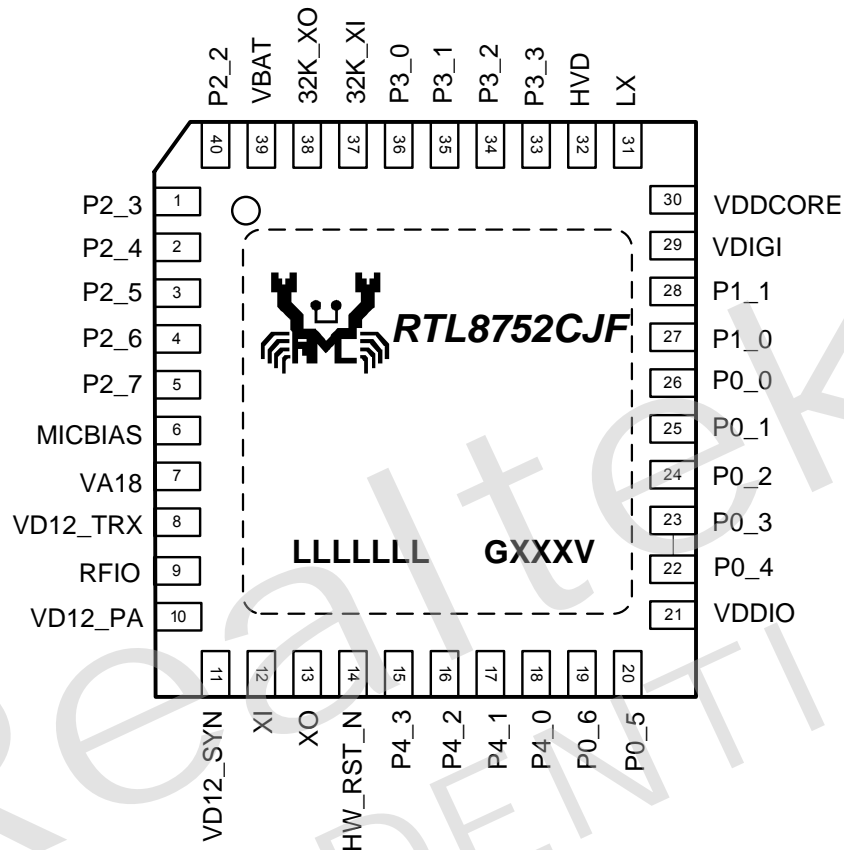 P2_2
VBAT
32K_XO
32K_XI
P3_0
P3_1
P3_2
P3_3
HVD
LX
40
39
38
37
36
35
34
33
32
31
P2_3 1
P2_4 2
P2_5 3
P2_6 4
P2_7 5
MICBIAS 6
VA18 7
VD12_TRX 8
RFIO 9
VD12_PA 10
30 VDDCORE
29 VDIGI
28 P1_1
27 P1_0
26 P0_0
25 P0_1
24 P0_2
23 P0_3
22 P0_4
21 VDDIO
RTL8752CJF
LLLLLLL GXXXV
11
12
13
14
15
16
17
18
19
20
VD12_SYN
XI
XO
HW_RST_N
P4_3
P4_2
P4_1
P4_0
P0_6
P0_5
Realtek
DENTI